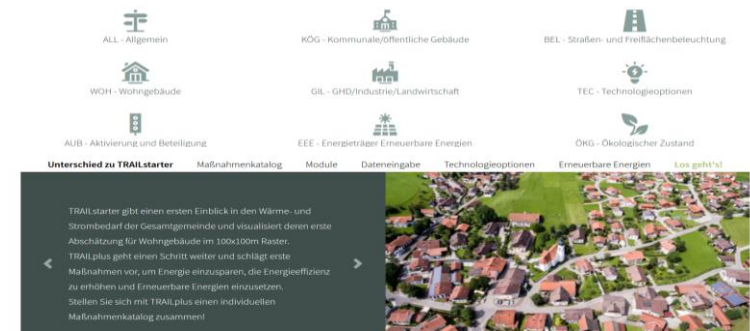 ALL - Allgemein
KÖG - Kommunale/öffentliche Gebäude
BEL - Straßen- und Freiflächenbeleuchtung
WOH - Wohngebäude
GIL - GHD/Industrie/Landwirtschaft
TEC - Technologieoptionen
AUB - Aktivierung und Beteiligung
EEE - Energieträger Erneuerbare Energien
ÖKG - Ökologischer Zustand
Unterschied zu TRAILstarter Maßnahmenkatalog Module Dateneingabe Technologieoptionen Erneuerbare Energien Los geht's!
TRAILstarter gibt einen ersten Einblick in den Wärme- und
Strombedarf der Gesamtgemeinde und visualisiert deren erste
Abschätzung für Wohngebäude im 100x100m Raster.
TRAILplus geht einen Schritt weiter und schlägt erste
Maßnahmen vor, um Energie einzusparen, die Energieeffizienz
zu erhöhen und Erneuerbare Energien einzusetzen.
Stellen Sie sich mit TRAILplus einen individuellen
Maßnahmenkatalog zusammen!